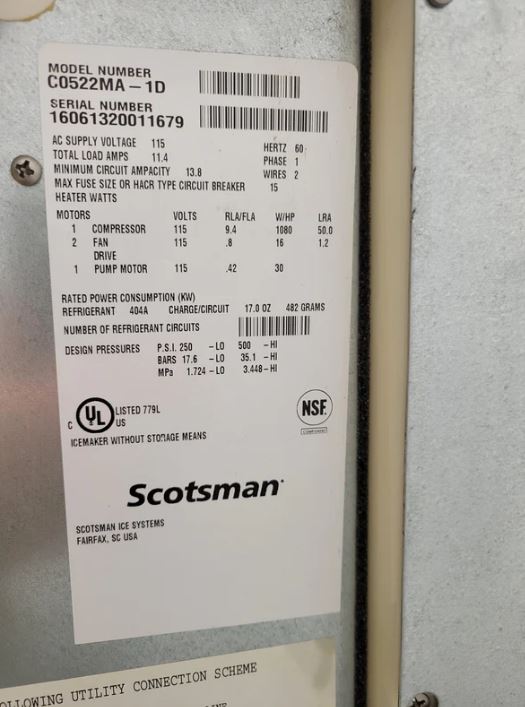 MODEL NUMBER
C0522MA-1D
SERIAL NUMBER
16061320011679
AC SUPPLY VOLTAGE 115 HERTZ 60
TOTAL LOAD AMPS 11.4 PHASE 1
MINIMUM CIRCUIT AMPACITY 13.8 WIRES 2
MAX FUSE SIZE OR HACR TYPE CIRCUIT BREAKER 15
HEATER WATTS
MOTORS VOLTS RLA/FLA W/HP LRA
1 COMPRESSOR 115 9.4 1080 50.0
2 FAN 115 .8 16 1.2
DRIVE
1 PUMP MOTOR 115 .42 30
RATED POWER CONSUMPTION (KW)
REFRIGERANT 404A CHARGE/CIRCUIT 17.0 OZ 482 GRAMS
NUMBER OF REFRIGERANT CIRCUITS
DESIGN PRESSURES P.S.I. 250 -LO 500 -HI
BARS 17.6 -LO 35.1 -HI
MPa 1.724-LO 3.448-HI
C UL LISTED 779L
US
NSF
ICEMAKER WITHOUT STORAGE MEANS
Scotsman
SCOTSMAN ICE SYSTEMS
FAIRFAX, SC USA
OLLOWING UTILITY CONNECTION SCHEME